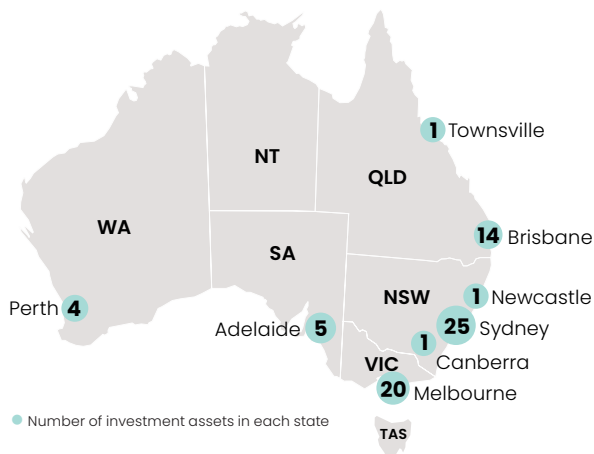 1 Townsville
NT
QLD
WA
14 Brisbane
SA
NSW
1 Newcastle
Perth 4
Adelaide 5
25 Sydney
1
Canberra
VIC
20 Melbourne
Number of investment assets in each state
TAS